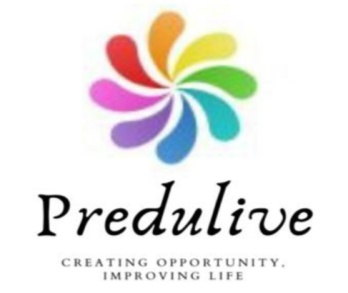 Predulive
CREATING OPPORTUNITY,
IMPROVING LIFE